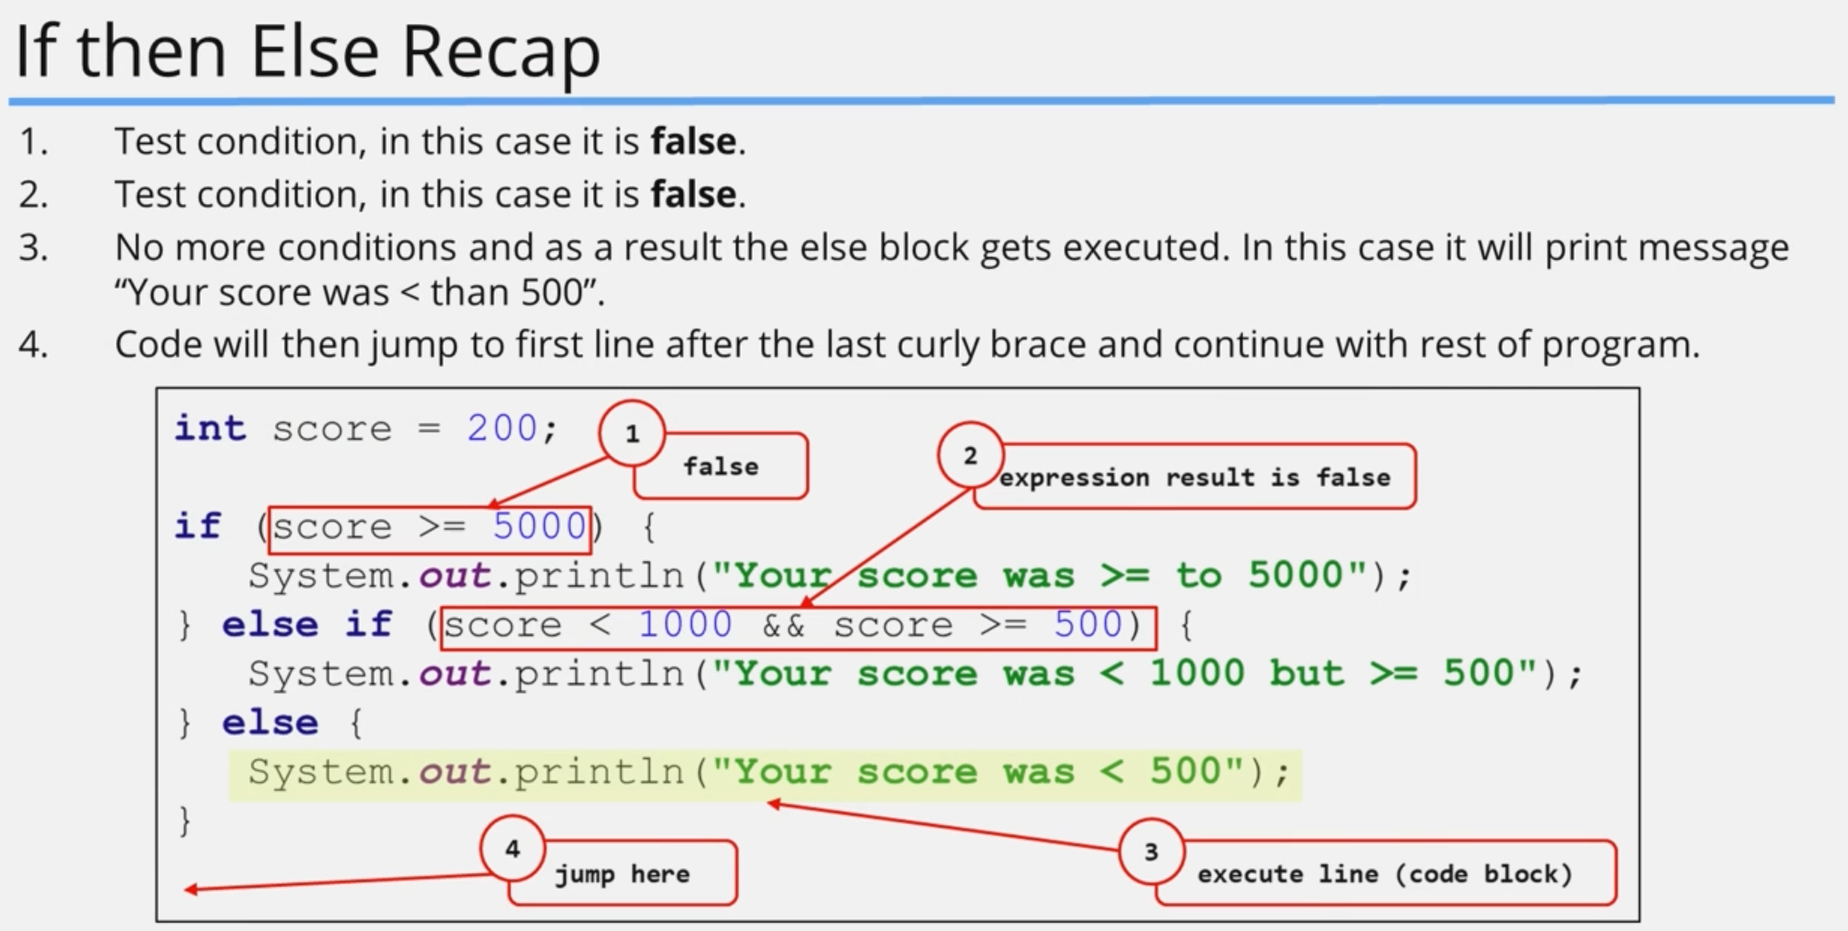 If then Else Recap
1. Test condition, in this case it is false.
2. Test condition, in this case it is false.
3. No more conditions and as a result the else block gets executed. In this case it will print message
“Your score was < than 500”.
4. Code will then jump to first line after the last curly brace and continue with rest of program.
int score = 200;
1
false
2
expression result is false
if (score >= 5000) {
System.out.println("Your score was >= to 5000");
} else if (score < 1000 && score >= 500) {
System.out.println("Your score was < 1000 but >= 500");
} else {
System.out.println("Your score was < 500");
}
4
jump here
3
execute line (code block)